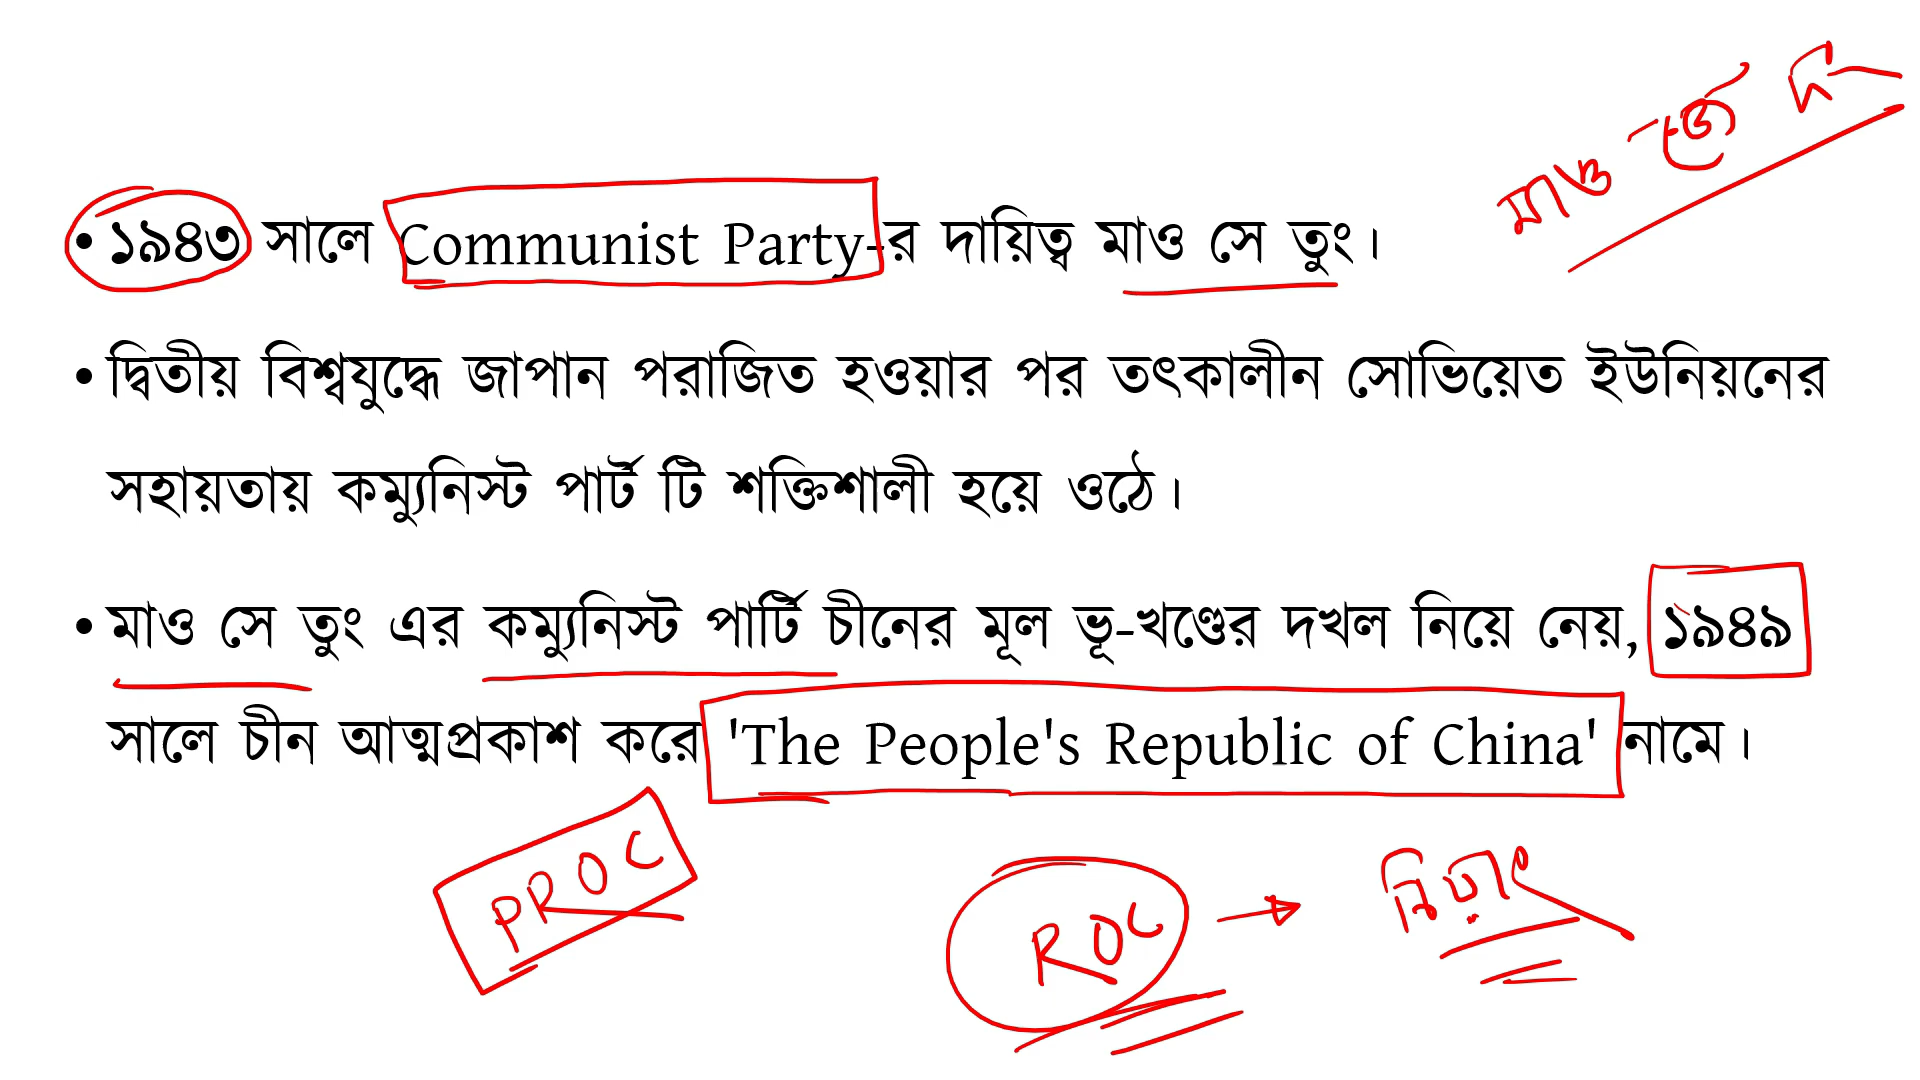 মাও
• ১৯৪৩ সালে Communist Party-র দায়িত্ব মাও সে তুং।
• দ্বিতীয় বিশ্বযুদ্ধে জাপান পরাজিত হওয়ার পর তৎকালীন সোভিয়েত ইউনিয়নের
সহায়তায় কম্যুনিস্ট পার্ট টি শক্তিশালী হয়ে ওঠে।
• মাও সে তুং এর কম্যুনিস্ট পার্টি চীনের মূল ভূ-খণ্ডের দখল নিয়ে নেয়, ১৯৪৯
সালে চীন আত্মপ্রকাশ করে 'The People's Republic of China' নামে।
PROC
ROC →